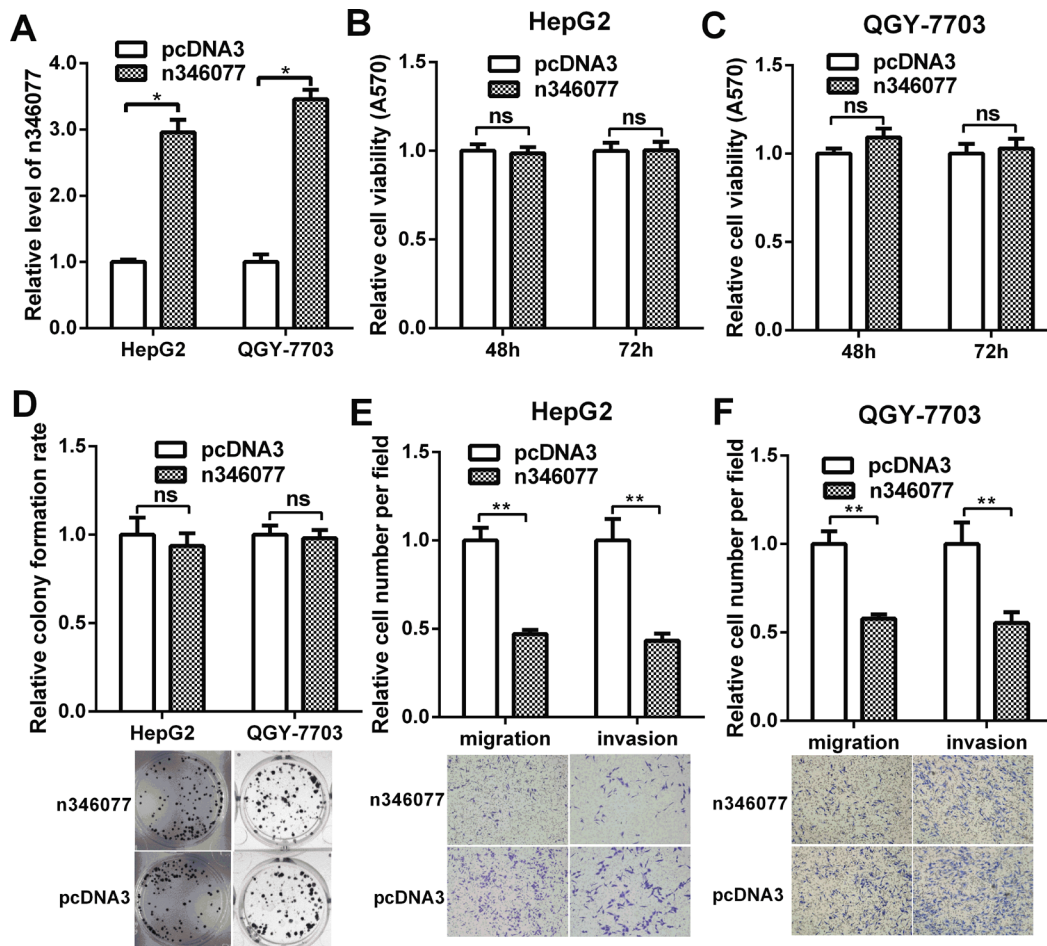 A
pcDNA3
n346077
Relative level of n346077
4.0
3.0
2.0
1.0
0.0
*
*
HepG2
QGY-7703
B
HepG2
pcDNA3
n346077
Relative cell viability (A570)
1.5
1.0
0.5
0.0
ns
ns
48h
72h
C
QGY-7703
pcDNA3
n346077
Relative cell viability (A570)
1.5
1.0
0.5
0.0
ns
ns
48h
72h
D
pcDNA3
n346077
Relative colony formation rate
1.5
1.0
0.5
0.0
ns
ns
HepG2
QGY-7703
n346077
pcDNA3
E
HepG2
pcDNA3
n346077
Relative cell number per field
1.5
1.0
0.5
0.0
**
**
migration
invasion
n346077
pcDNA3
F
QGY-7703
pcDNA3
n346077
Relative cell number per field
1.5
1.0
0.5
0.0
**
**
migration
invasion
n346077
pcDNA3